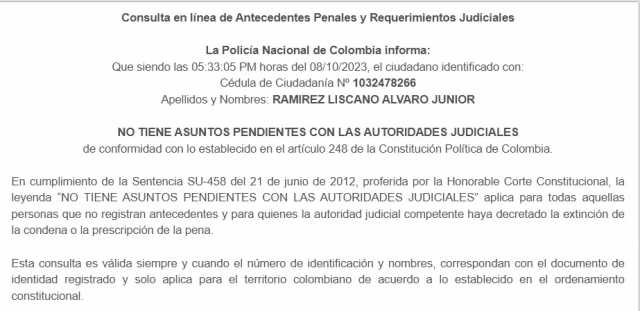 Consulta en línea de Antecedentes Penales y Requerimientos Judiciales
La Policía Nacional de Colombia informa:
Que siendo las 05:33:05 PM horas del 08/10/2023, el ciudadano identificado con:
Cédula de Ciudadanía Nº 1032478266
Apellidos y Nombres: RAMIREZ LISCANO ALVARO JUNIOR
NO TIENE ASUNTOS PENDIENTES CON LAS AUTORIDADES JUDICIALES
de conformidad con lo establecido en el artículo 248 de la Constitución Política de Colombia.
En cumplimiento de la Sentencia SU-458 del 21 de junio de 2012, proferida por la Honorable Corte Constitucional, la
leyenda "NO TIENE ASUNTOS PENDIENTES CON LAS AUTORIDADES JUDICIALES" aplica para todas aquellas
personas que no registran antecedentes y para quienes la autoridad judicial competente haya decretado la extinción de
la condena o la prescripción de la pena.
Esta consulta es válida siempre y cuando el número de identificación y nombres, correspondan con el documento de
identidad registrado y solo aplica para el territorio colombiano de acuerdo a lo establecido en el ordenamiento
constitucional.